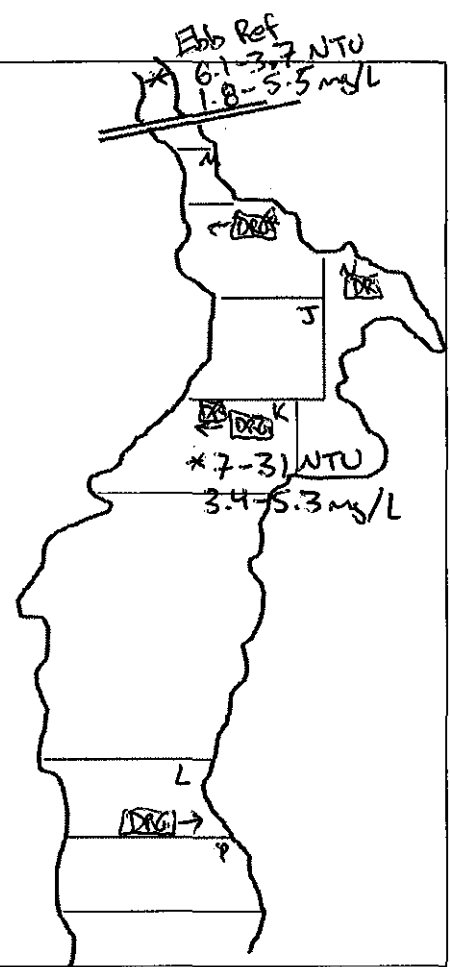 Ebb Ref
* 6.1-3.7 NTU
1.8-5.5 mg/L
M
DRG
N
DR
J
K
DRG
*7-31 NTU
3.4-5.3 mg/L
L
DRG
P